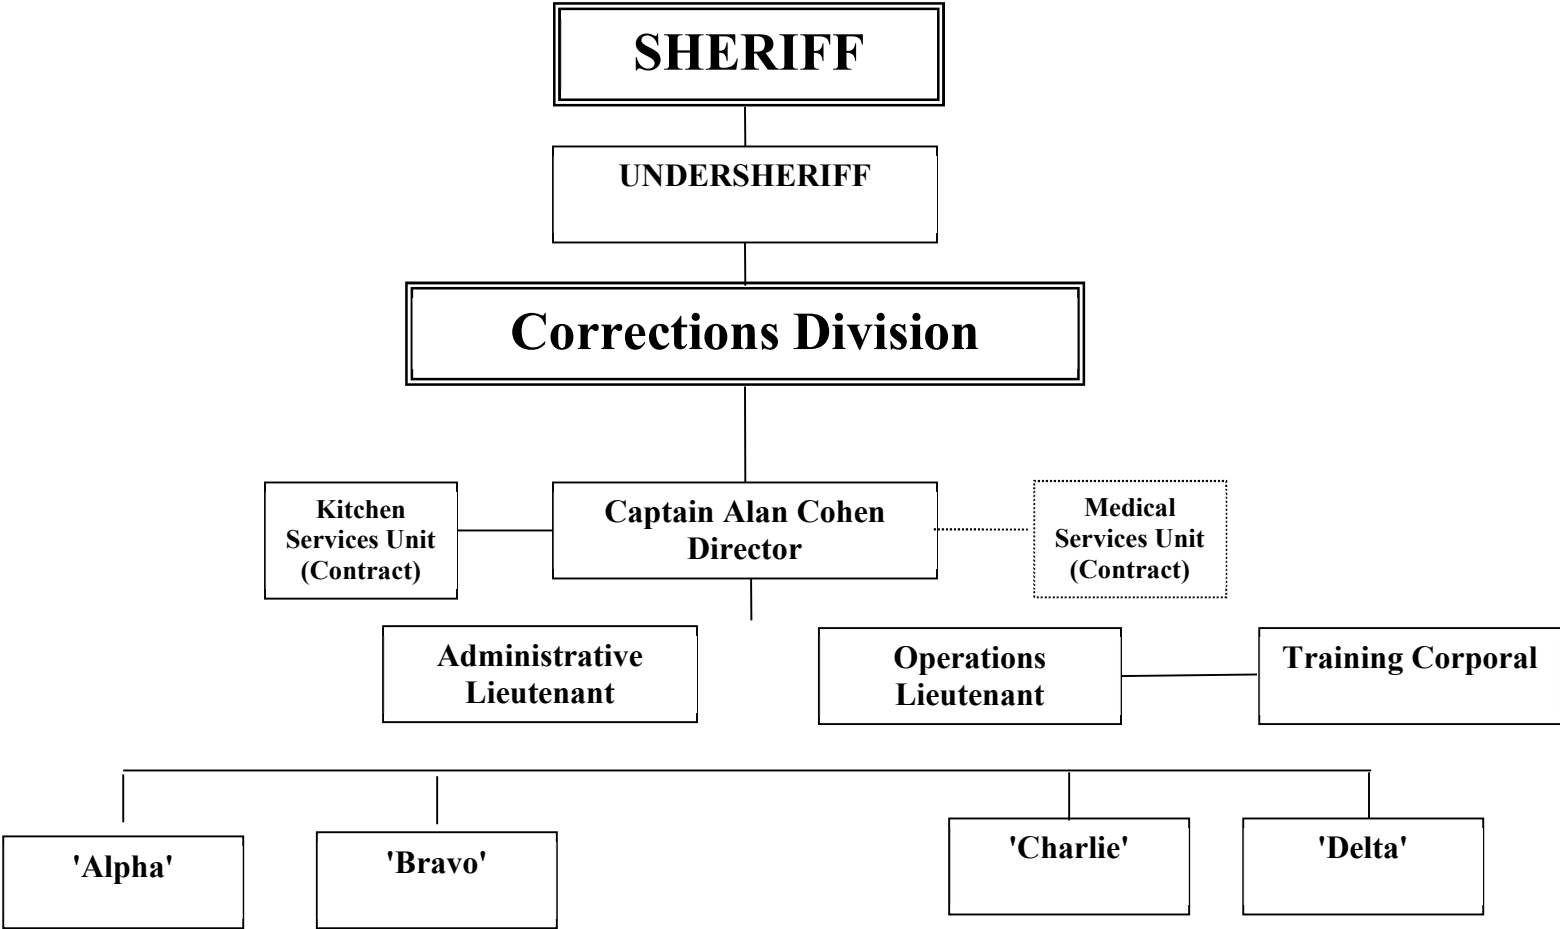 SHERIFF
UNDERSHERIFF
Corrections Division
Kitchen
Services Unit
(Contract)
Captain Alan Cohen
Director
Medical
Services Unit
(Contract)
Administrative
Lieutenant
Operations
Lieutenant
Training Corporal
'Alpha'
'Bravo'
'Charlie'
'Delta'